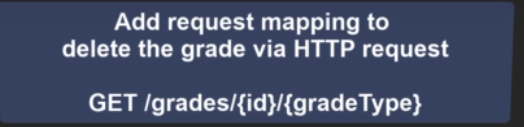 Add request mapping to
delete the grade via HTTP request
GET /grades/{id}/{gradeType}